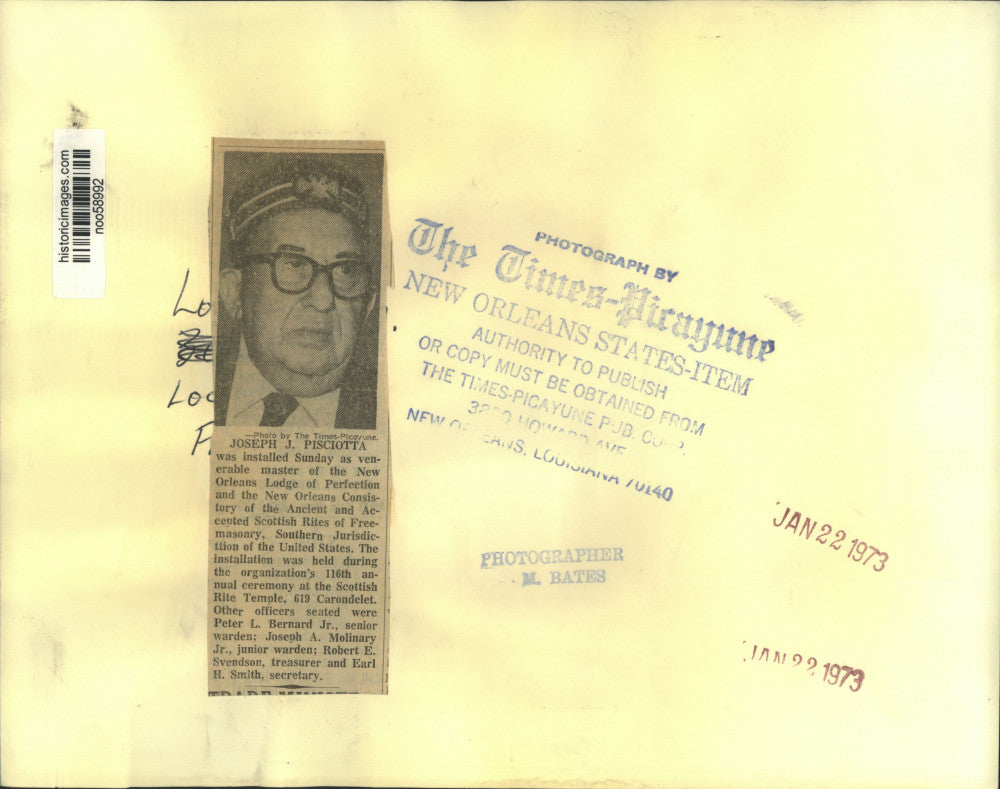 historicimages.com
noo58992
Lo
Loc
—Photo by The Times-Picayune.
JOSEPH J. PISCIOTTA
was installed Sunday as ven-
erable master of the New
Orleans Lodge of Perfection
and the New Orleans Consis-
tory of the Ancient and Ac-
cepted Scottish Rites of Free-
masonry, Southern Jurisdic-
ttion of the United States. The
installation was held during
the organization's 116th an-
nual ceremony at the Scottish
Rite Temple, 619 Carondelet.
Other officers seated were
Peter L. Bernard Jr., senior
warden; Joseph A. Molinary
Jr., junior warden; Robert E.
Svendson, treasurer and Earl
H. Smith, secretary.
PHOTOGRAPH BY
The Times-Picayune
NEW ORLEANS STATES-ITEM
AUTHORITY TO PUBLISH
OR COPY MUST BE OBTAINED FROM
THE TIMES-PICAYUNE PUB. CORP.
HOWARD AVE
NEW ORLEANS, LOUISIANA 70140
PHOTOGRAPHER
M. BATES
JAN 22 1973
JAN 22 1973